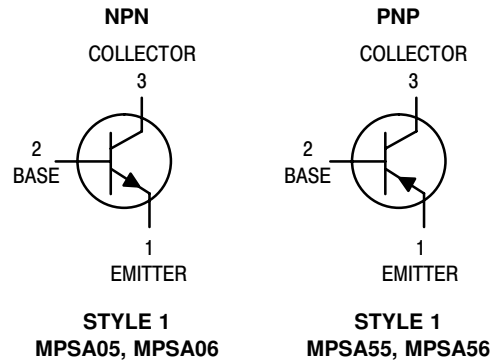 NPN
COLLECTOR
3
2
BASE
1
EMITTER
STYLE 1
MPSA05, MPSA06
PNP
COLLECTOR
3
2
BASE
1
EMITTER
STYLE 1
MPSA55, MPSA56